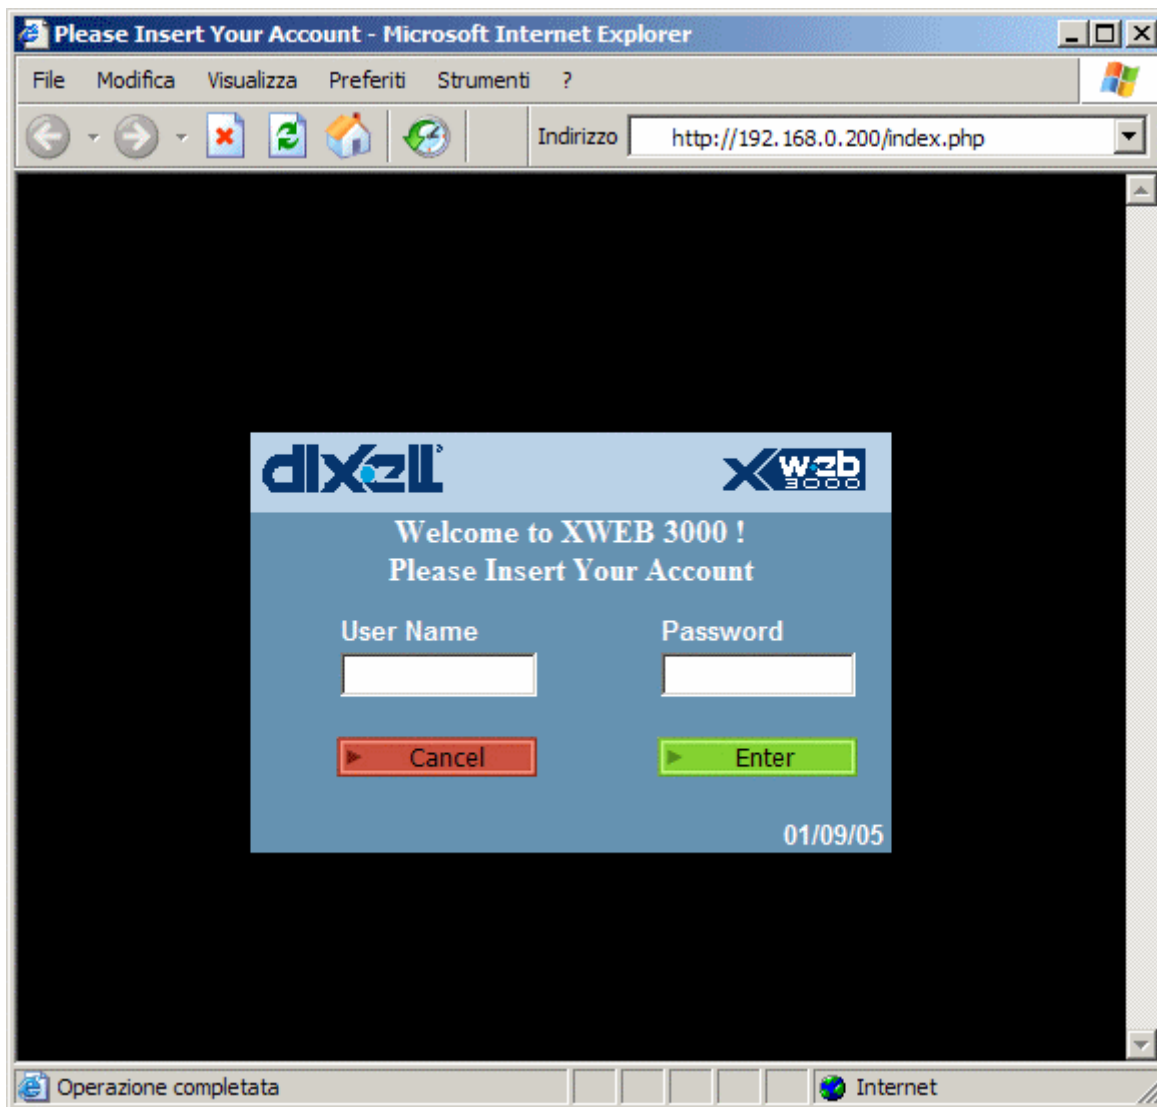 Please Insert Your Account - Microsoft Internet Explorer
File Modifica Visualizza Preferiti Strumenti ?
Indirizzo http://192.168.0.200/index.php
dIXell web
3000
Welcome to XWEB 3000 !
Please Insert Your Account
User Name Password
Cancel Enter
01/09/05
Operazione completata Internet